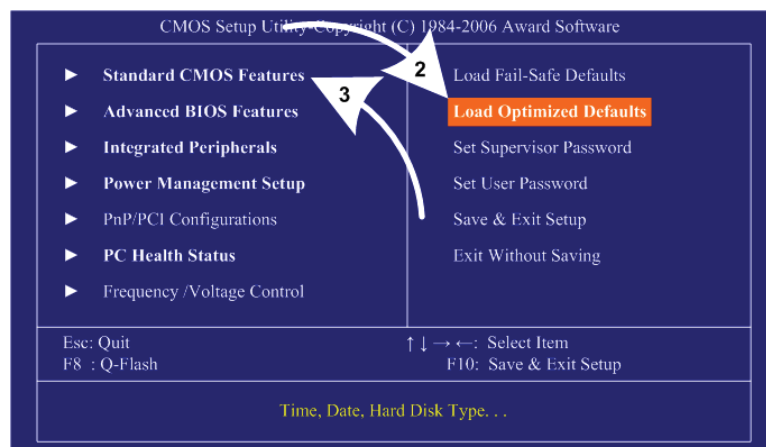 CMOS Setup Utility-Copyright (C) 1984-2006 Award Software
► Standard CMOS Features
► Advanced BIOS Features
► Integrated Peripherals
► Power Management Setup
► PnP/PCI Configurations
► PC Health Status
► Frequency /Voltage Control
2
3
Load Fail-Safe Defaults
Load Optimized Defaults
Set Supervisor Password
Set User Password
Save & Exit Setup
Exit Without Saving
Esc: Quit
F8 : Q-Flash
↑↓→←: Select Item
F10: Save & Exit Setup
Time, Date, Hard Disk Type. . .